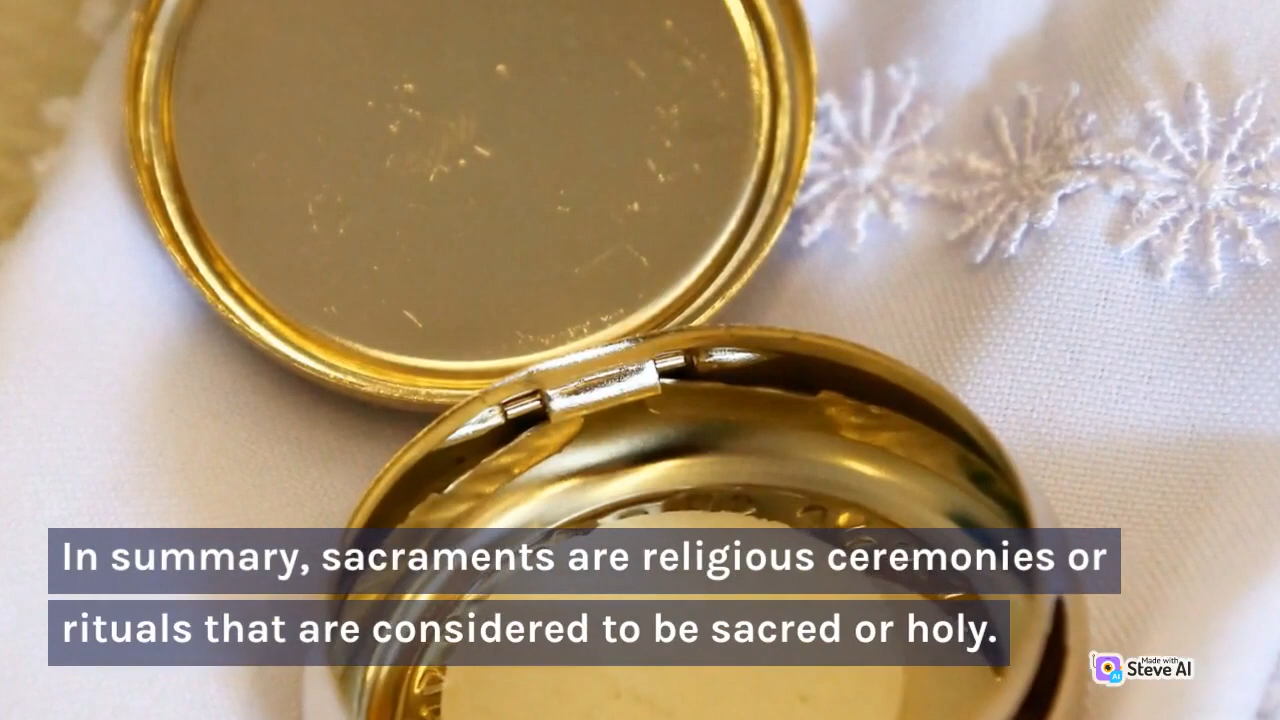 In summary, sacraments are religious ceremonies or
rituals that are considered to be sacred or holy.
Made with
Steve AI
AI